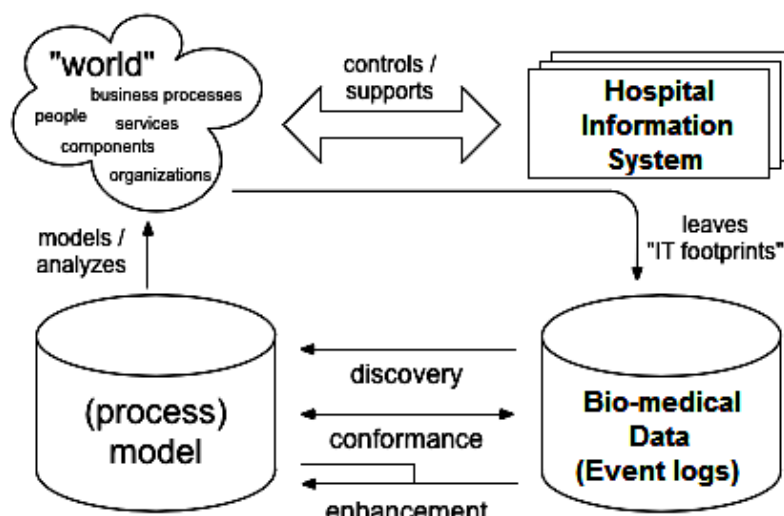 "world"
business processes
people
services
components
organizations
controls /
supports
Hospital
Information
System
models /
analyzes
leaves
"IT footprints"
(process)
model
discovery
conformance
enhancement
Bio-medical
Data
(Event logs)